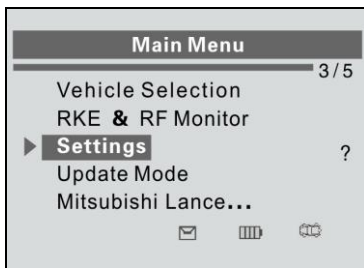 Main Menu
3/5
Vehicle Selection
RKE & RF Monitor
Settings
?
Update Mode
Mitsubishi Lance...